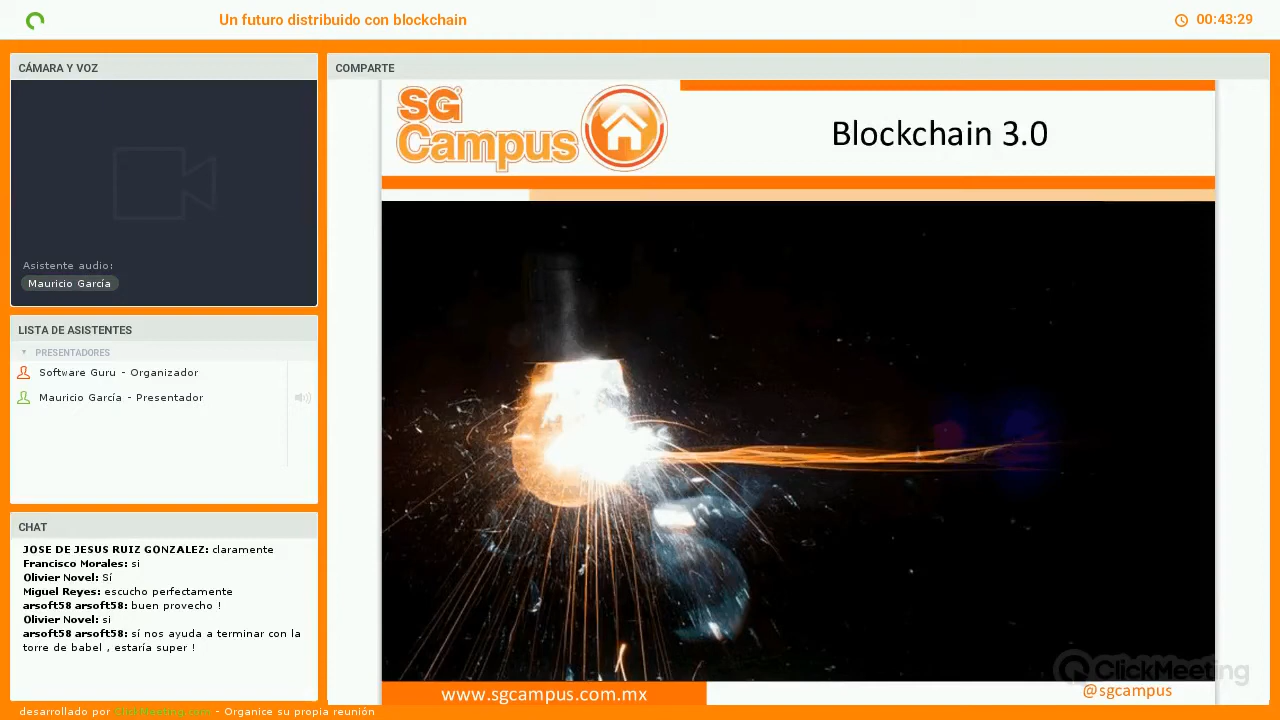 Un futuro distribuido con blockchain
00:43:29
CÁMARA Y VOZ
Asistente audio:
Mauricio García
LISTA DE ASISTENTES
PRESENTADORES
Software Guru - Organizador
Mauricio García - Presentador
CHAT
JOSE DE JESUS RUIZ GONZALEZ: claramente
Francisco Morales: si
Olivier Novel: Sí
Miguel Reyes: escucho perfectamente
arsoft58 arsoft58: buen provecho !
Olivier Novel: si
arsoft58 arsoft58: sí nos ayuda a terminar con la
torre de babel , estaría super !
COMPARTE
SG
Campus
Blockchain 3.0
ClickMeeting
www.sgcampus.com.mx
@sgcampus
desarrollado por ClickMeeting.com - Organice su propia reunión